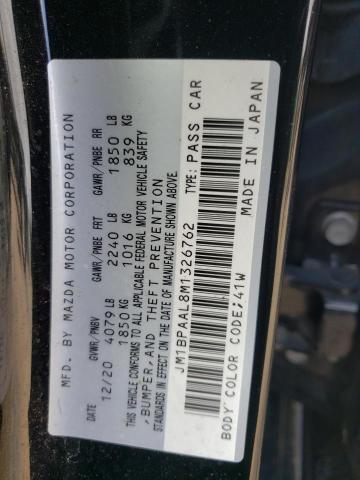 MFD. BY MAZDA MOTOR CORPORATION
DATE GVWR/PNBV GAWR/PNBE FRT GAWR/PNBE RR
12/20 4079 LB 2240 LB 1850 LB
1850 KG 1016 KG 839 KG
THIS VEHICLE CONFORMS TO ALL APPLICABLE FEDERAL MOTOR VEHICLE SAFETY
,BUMPER,AND THEFT PREVENTION
STANDARDS IN EFFECT ON THE DATE OF MANUFACTURE SHOWN ABOVE.
JM1BPAAL8M1326762 TYPE: PASS CAR
BODY COLOR CODE:41W MADE IN JAPAN